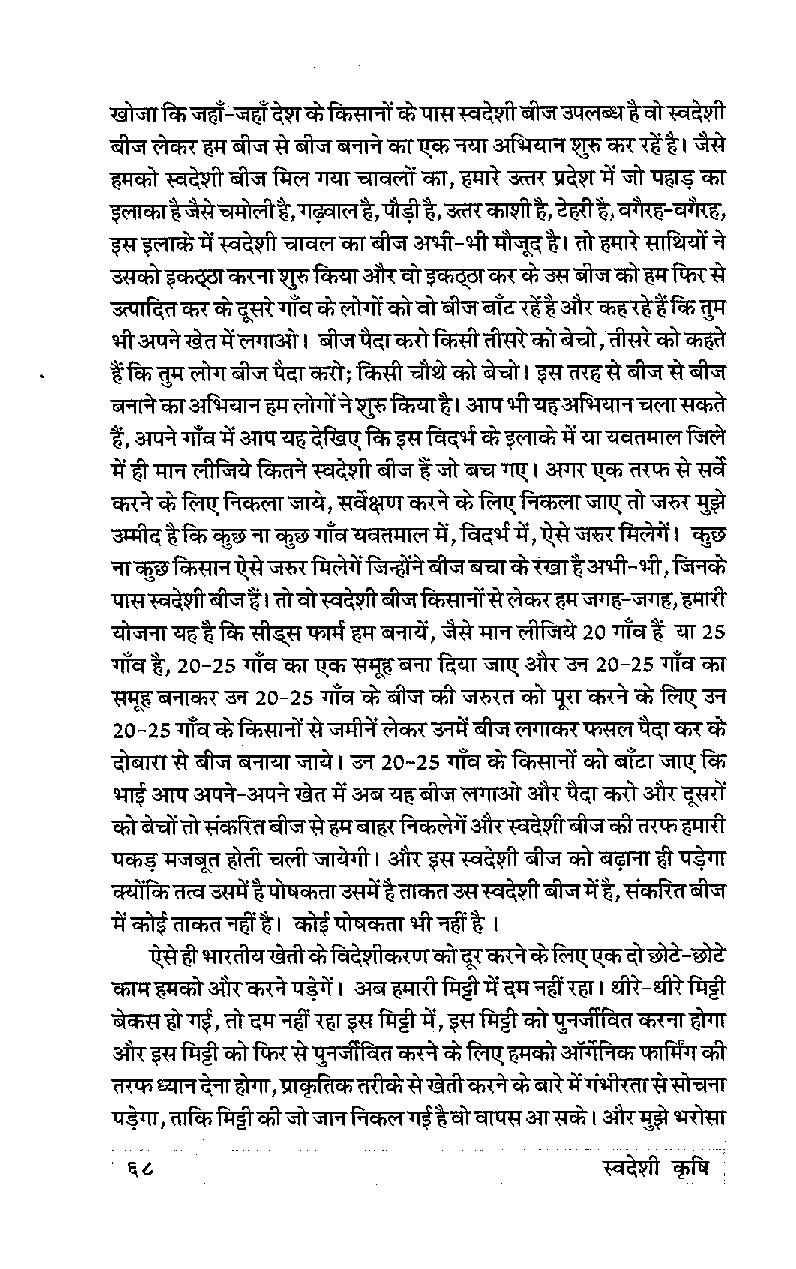 खोजा कि जहाँ-जहाँ देश के किसानों के पास स्वदेशी बीज उपलब्ध है वो स्वदेशी
बीज लेकर हम बीज से बीज बनाने का एक नया अभियान शुरु कर रहें है। जैसे
हमको स्वदेशी बीज मिल गया चावलों का, हमारे उत्तर प्रदेश में जो पहाड़ का
इलाका है जैसे चमोली है, गढ़वाल है, पौड़ी है, उत्तर काशी है, टेहरी है, वगैरह-वगैरह,
इस इलाके में स्वदेशी चावल का बीज अभी-भी मौजूद है। तो हमारे साथियों ने
उसको इकठ्ठा करना शुरु किया और वो इकठ्ठा कर के उस बीज को हम फिर से
उत्पादित कर के दूसरे गाँव के लोगों को वो बीज बाँट रहें है और कह रहे हैं कि तुम
भी अपने खेत में लगाओ। बीज पैदा करो किसी तीसरे को बेचो, तीसरे को कहते
हैं कि तुम लोग बीज पैदा करो; किसी चौथे को बेचो। इस तरह से बीज से बीज
बनाने का अभियान हम लोगों ने शुरु किया है। आप भी यह अभियान चला सकते
हैं, अपने गाँव में आप यह देखिए कि इस विदर्भ के इलाके में या यवतमाल जिले
में ही मान लीजिये कितने स्वदेशी बीज हैं जो बच गए। अगर एक तरफ से सर्वे
करने के लिए निकला जाये, सर्वेक्षण करने के लिए निकला जाए तो जरुर मुझे
उम्मीद है कि कुछ ना कुछ गाँव यवतमाल में, विदर्भ में, ऐसे जरुर मिलेगें। कुछ
ना कुछ किसान ऐसे जरुर मिलेगें जिन्होंने बीज बचा के रखा है अभी-भी, जिनके
पास स्वदेशी बीज हैं। तो वो स्वदेशी बीज किसानों से लेकर हम जगह-जगह, हमारी
योजना यह है कि सीड्स फार्म हम बनायें, जैसे मान लीजिये 20 गाँव हैं या 25
गाँव है, 20-25 गाँव का एक समूह बना दिया जाए और उन 20-25 गाँव का
समूह बनाकर उन 20-25 गाँव के बीज की जरुरत को पूरा करने के लिए उन
20-25 गाँव के किसानों से जमीनें लेकर उनमें बीज लगाकर फसल पैदा कर के
दोबारा से बीज बनाया जाये। उन 20-25 गाँव के किसानों को बाँटा जाए कि
भाई आप अपने-अपने खेत में अब यह बीज लगाओ और पैदा करो और दूसरों
को बेचों तो संकरित बीज से हम बाहर निकलेगें और स्वदेशी बीज की तरफ हमारी
पकड़ मजबूत होती चली जायेगी। और इस स्वदेशी बीज को बढ़ाना ही पड़ेगा
क्योंकि तत्व उसमें है पोषकता उसमें है ताकत उस स्वदेशी बीज में है, संकरित बीज
में कोई ताकत नहीं है। कोई पोषकता भी नहीं है ।
ऐसे ही भारतीय खेती के विदेशीकरण को दूर करने के लिए एक दो छोटे-छोटे
काम हमको और करने पड़ेगें। अब हमारी मिट्टी में दम नहीं रहा। धीरे-धीरे मिट्टी
बेकस हो गई, तो दम नहीं रहा इस मिट्टी में, इस मिट्टी को पुनर्जीवित करना होगा
और इस मिट्टी को फिर से पुनर्जीवित करने के लिए हमको ऑर्गेनिक फार्मिंग की
तरफ ध्यान देना होगा, प्राकृतिक तरीके से खेती करने के बारे में गंभीरता से सोचना
पड़ेगा, ताकि मिट्टी की जो जान निकल गई है वो वापस आ सके। और मुझे भरोसा
६८ स्वदेशी कृषि